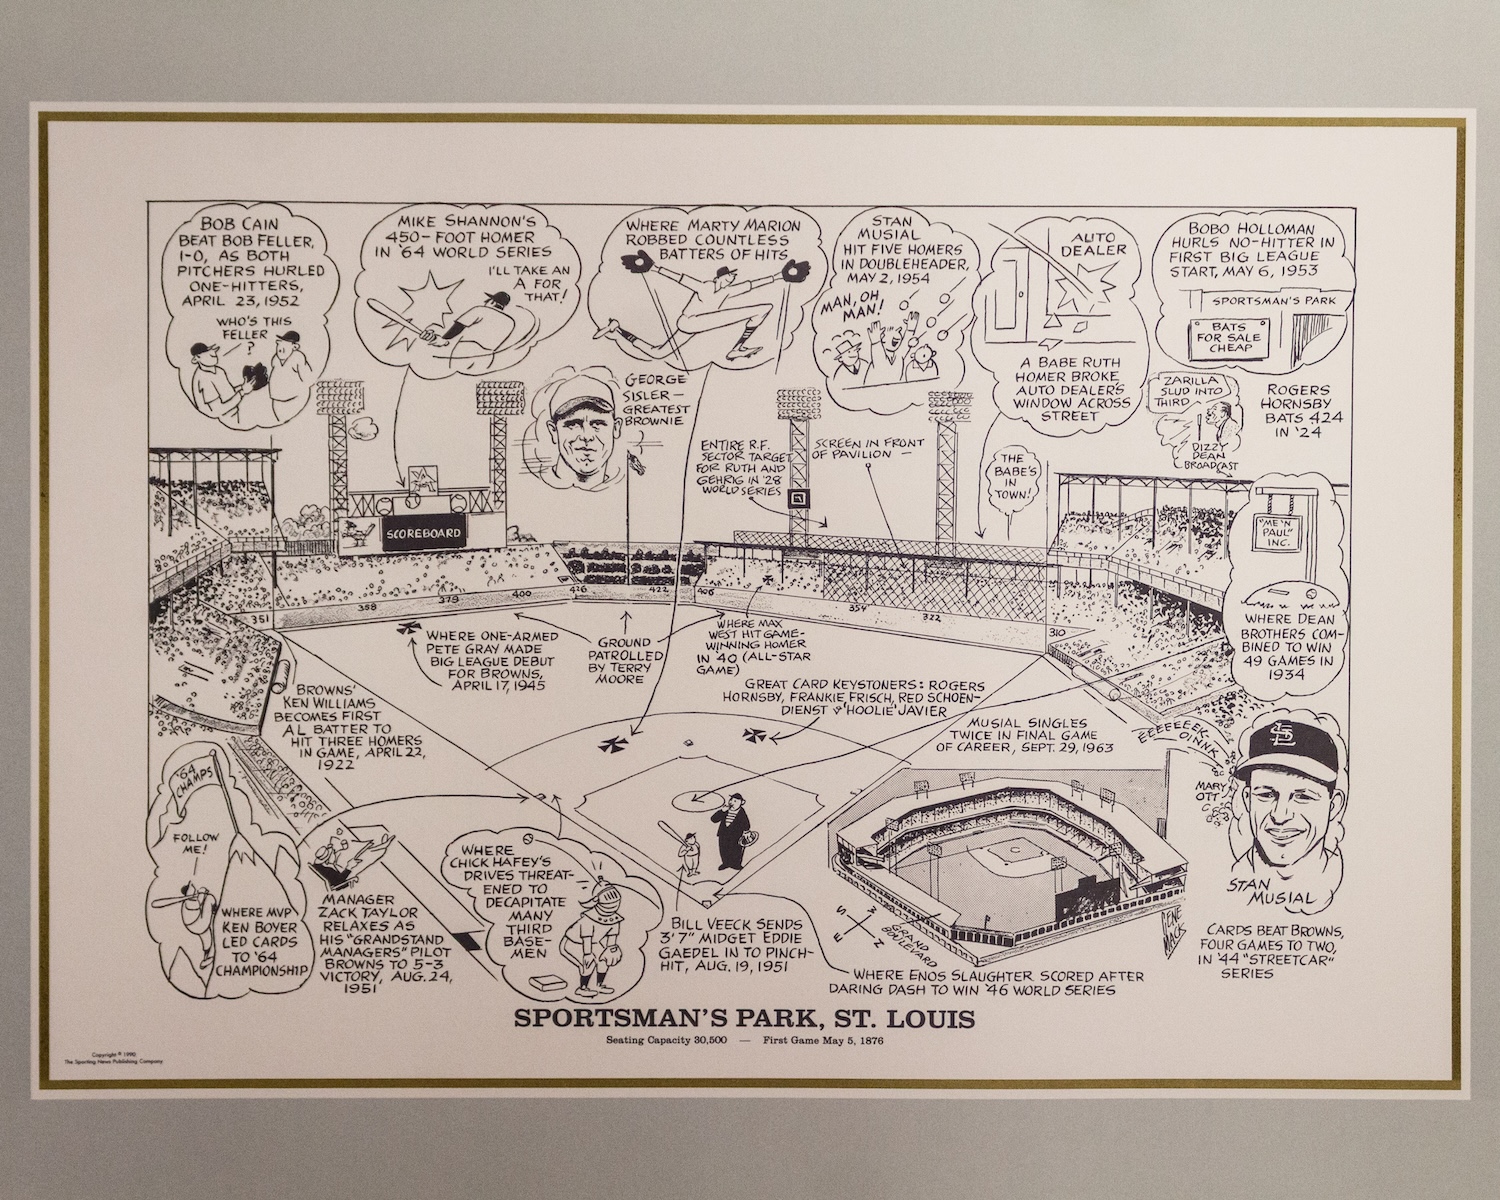 BOB CAIN
BEAT BOB FELLER,
1-0, AS BOTH
PITCHERS HURLED
ONE-HITTERS,
APRIL 23, 1952
WHO'S THIS
FELLER
?
MIKE SHANNON'S
450-FOOT HOMER
IN '64 WORLD SERIES
I'LL TAKE AN
A FOR
THAT!
WHERE MARTY MARION
ROBBED COUNTLESS
BATTERS OF HITS
STAN
MUSIAL
HIT FIVE HOMERS
IN DOUBLEHEADER,
MAY 2, 1954
MAN, OH,
MAN!
AUTO
DEALER
A BABE RUTH
HOMER BROKE
AUTO DEALER'S
WINDOW ACROSS
STREET
BOBO HOLLOMAN
HURLS NO-HITTER IN
FIRST BIG LEAGUE
START, MAY 6, 1953
SPORTSMAN'S PARK
BATS
FOR SALE
CHEAP
GEORGE
SISLER —
GREATEST
BROWNIE
ZARILLA
SLUD INTO
THIRD
DIZZY
DEAN
BROADCAST
ROGERS
HORNSBY
BATS 424
IN '24
ENTIRE R.F.
SECTOR TARGET
FOR RUTH AND
GEHRIG IN '28
WORLD SERIES
SCREEN IN FRONT
OF PAVILION —
THE
BABE'S
IN
TOWN!
"ME 'N
PAUL"
INC.
WHERE DEAN
BROTHERS COM-
BINED TO WIN
49 GAMES IN
1934
SCOREBOARD
351
358
379
400
426
422
405
354
322
310
WHERE ONE-ARMED
PETE GRAY MADE
BIG LEAGUE DEBUT
FOR BROWNS,
APRIL 17, 1945
GROUND
PATROLLED
BY TERRY
MOORE
WHERE MAX
WEST HIT GAME-
WINNING HOMER
IN '40 (ALL-STAR
GAME)
GREAT CARD KEYSTONERS: ROGERS
HORNSBY, FRANKIE FRISCH, RED SCHOEN-
DIENST & 'HOOLIE' JAVIER
BROWNS'
KEN WILLIAMS
BECOMES FIRST
AL BATTER TO
HIT THREE HOMERS
IN GAME, APRIL 22,
1922
MUSIAL SINGLES
TWICE IN FINAL GAME
OF CAREER, SEPT. 29, 1963
EEEEEEEK-
OINNK
MARY
OTT
STL
STAN
MUSIAL
'64
CHAMPS
FOLLOW
ME!
WHERE MVP
KEN BOYER
LED CARDS
TO '64
CHAMPIONSHIP
MANAGER
ZACK TAYLOR
RELAXES AS
HIS "GRANDSTAND
MANAGERS" PILOT
BROWNS TO 5-3
VICTORY, AUG. 24,
1951
WHERE
CHICK HAFEY'S
DRIVES THREAT-
ENED TO
DECAPITATE
MANY
THIRD
BASE-
MEN
BILL VEECK SENDS
3'7" MIDGET EDDIE
GAEDEL IN TO PINCH-
HIT, AUG. 19, 1951
S W
E N
GRAND
BOULEVARD
GENE
MACK
WHERE ENOS SLAUGHTER SCORED AFTER
DARING DASH TO WIN '46 WORLD SERIES
CARDS BEAT BROWNS,
FOUR GAMES TO TWO,
IN '44 "STREETCAR"
SERIES
SPORTSMAN'S PARK, ST. LOUIS
Seating Capacity 30,500 — First Game May 5, 1876
Copyright © 1990
The Sporting News Publishing Company